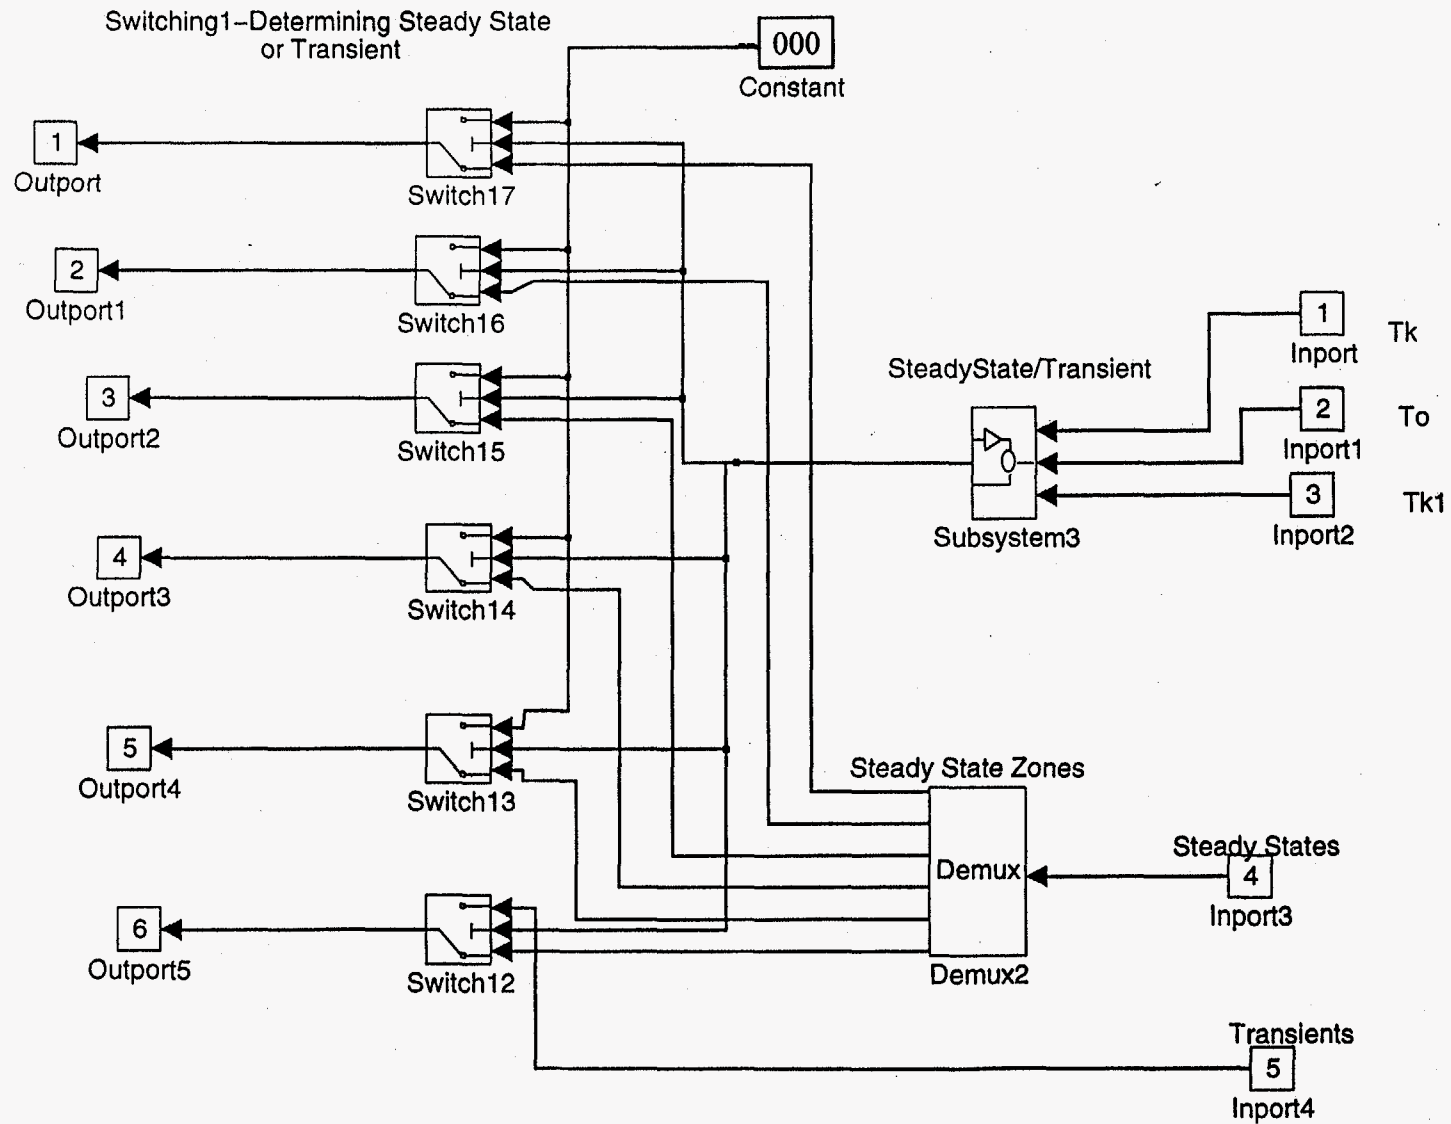 Switching1-Determining Steady State
or Transient
000
Constant
1
Outport
Switch17
2
Outport1
Switch16
3
Outport2
Switch15
4
Outport3
Switch14
5
Outport4
Switch13
6
Outport5
Switch12
SteadyState/Transient
Subsystem3
1
Inport
Tk
2
Inport1
To
3
Inport2
Tk1
Steady State Zones
Demux
Demux2
Steady States
4
Inport3
Transients
5
Inport4